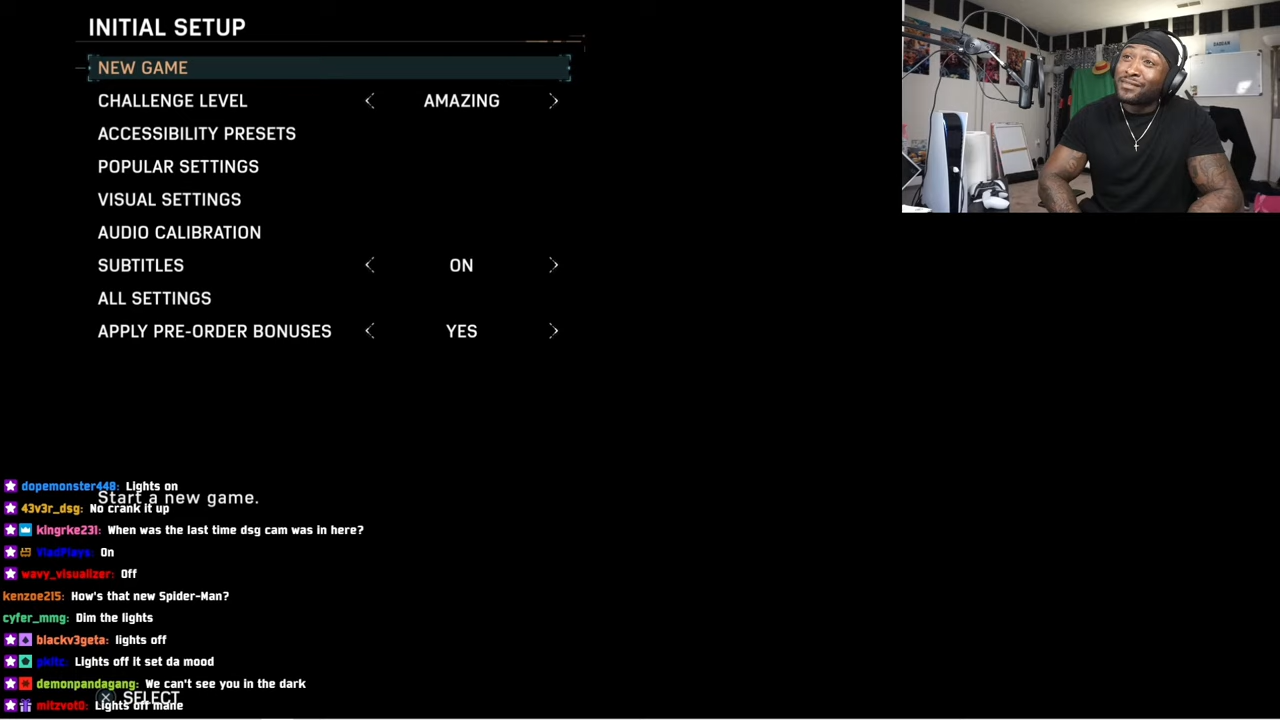 INITIAL SETUP
NEW GAME
CHALLENGE LEVEL < AMAZING >
ACCESSIBILITY PRESETS
POPULAR SETTINGS
VISUAL SETTINGS
AUDIO CALIBRATION
SUBTITLES < ON >
ALL SETTINGS
APPLY PRE-ORDER BONUSES < YES >
dopemonster448: Lights on
Start a new game.
43v3r_dsg: No crank it up
kingrke231: When was the last time dsg cam was in here?
VladPlays: On
wavy_visualizer: Off
kenzoe215: How's that new Spider-Man?
cyfer_mmg: Dim the lights
blackv3geta: lights off
Lights off it set da mood
demonpandagang: We can't see you in the dark
SELECT
mitzvot0: Lights off mane